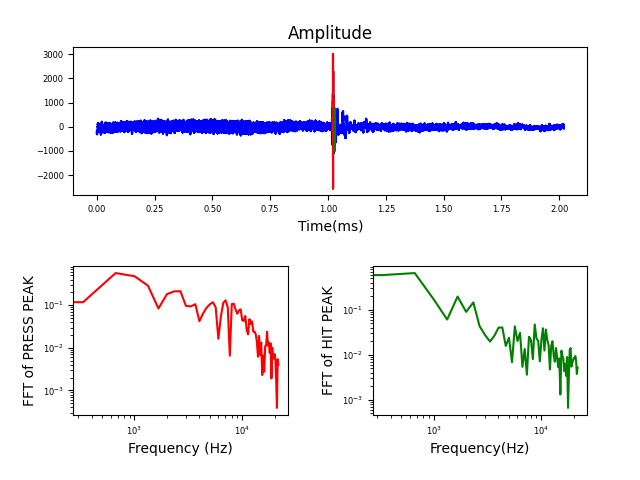 Amplitude
3000
2000
1000
0
−1000
−2000
0.00 0.25 0.50 0.75 1.00 1.25 1.50 1.75 2.00
Time(ms)
FFT of PRESS PEAK
10⁻¹
10⁻²
10⁻³
10³ 10⁴
Frequency (Hz)
FFT of HIT PEAK
10⁻¹
10⁻²
10⁻³
10³ 10⁴
Frequency(Hz)